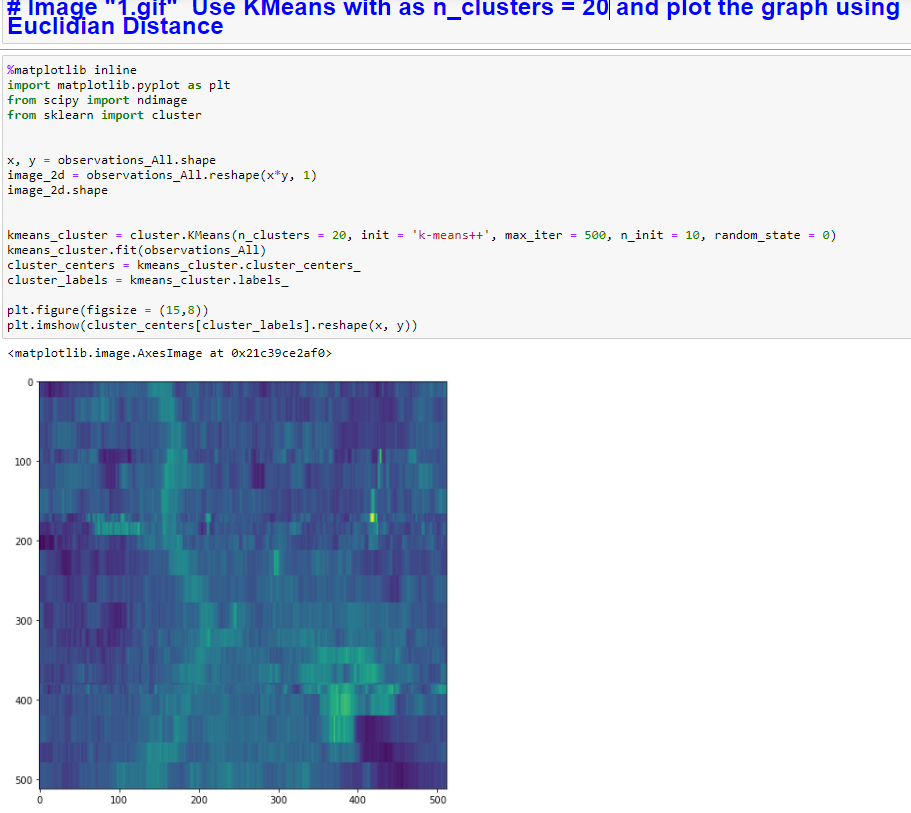 # Image "1.gif" Use KMeans with as n_clusters = 20 and plot the graph using
Euclidian Distance
%matplotlib inline
import matplotlib.pyplot as plt
from scipy import ndimage
from sklearn import cluster
x, y = observations_All.shape
image_2d = observations_All.reshape(x*y, 1)
image_2d.shape
kmeans_cluster = cluster.KMeans(n_clusters = 20, init = 'k-means++', max_iter = 500, n_init = 10, random_state = 0)
kmeans_cluster.fit(observations_All)
cluster_centers = kmeans_cluster.cluster_centers_
cluster_labels = kmeans_cluster.labels_
plt.figure(figsize = (15,8))
plt.imshow(cluster_centers[cluster_labels].reshape(x, y))
<matplotlib.image.AxesImage at 0x21c39ce2af0>
0
100
200
300
400
500
0 100 200 300 400 500